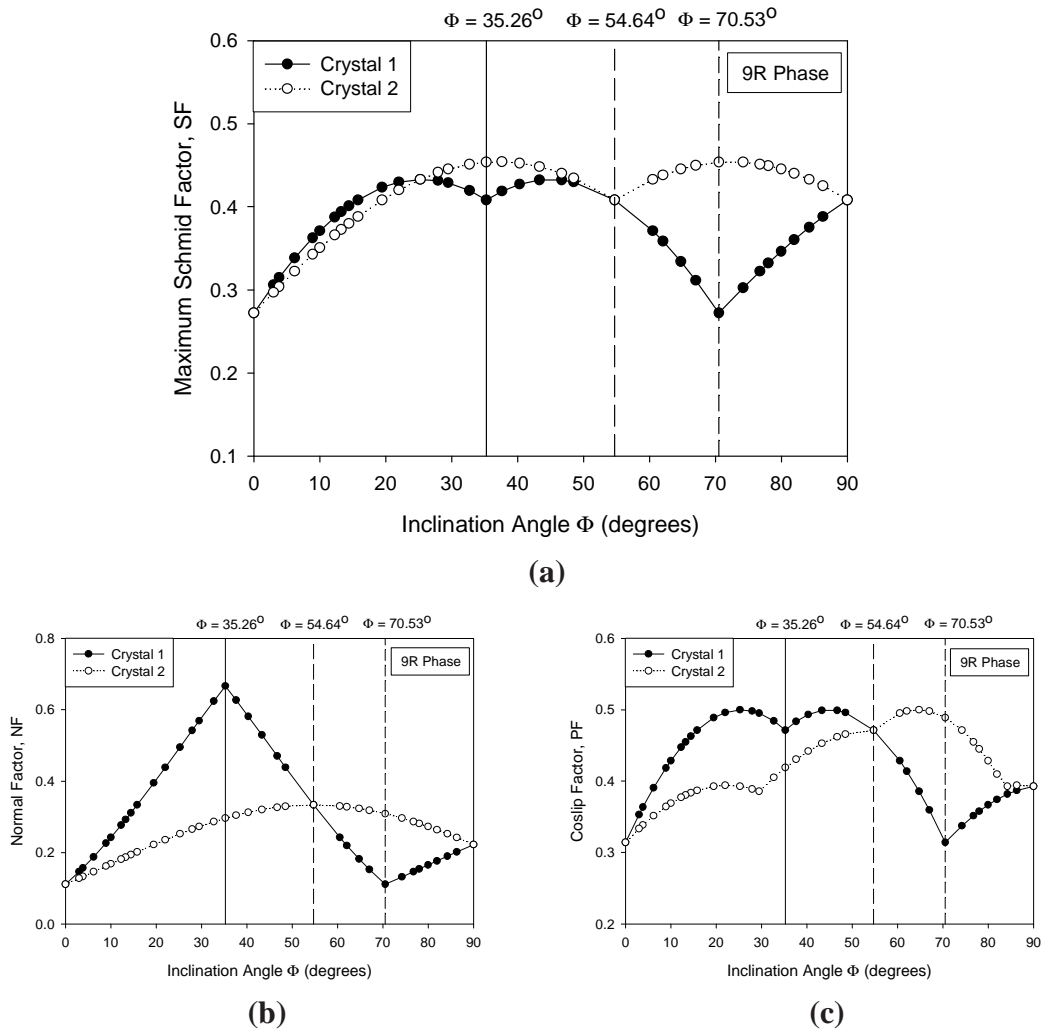 Φ = 35.26° Φ = 54.64° Φ = 70.53°
0.6
Crystal 1
Crystal 2
9R Phase
0.5
0.4
0.3
0.2
0.1
Maximum Schmid Factor, SF
0 10 20 30 40 50 60 70 80 90
Inclination Angle Φ (degrees)
(a)
Φ = 35.26° Φ = 54.64° Φ = 70.53°
0.8
Crystal 1
Crystal 2
9R Phase
0.6
0.4
0.2
0.0
Normal Factor, NF
0 10 20 30 40 50 60 70 80 90
Inclination Angle Φ (degrees)
(b)
Φ = 35.26° Φ = 54.64° Φ = 70.53°
0.6
Crystal 1
Crystal 2
9R Phase
0.5
0.4
0.3
0.2
Coslip Factor, PF
0 10 20 30 40 50 60 70 80 90
Inclination Angle Φ (degrees)
(c)